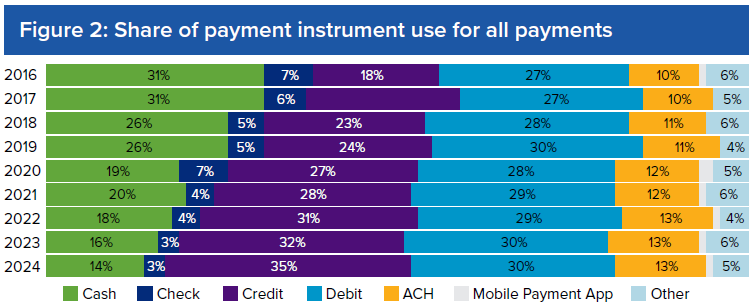 Figure 2: Share of payment instrument use for all payments
2016 31% 7% 18% 27% 10% 6%
2017 31% 6% 27% 10% 5%
2018 26% 5% 23% 28% 11% 6%
2019 26% 5% 24% 30% 11% 4%
2020 19% 7% 27% 28% 12% 5%
2021 20% 4% 28% 29% 12% 6%
2022 18% 4% 31% 29% 13% 4%
2023 16% 3% 32% 30% 13% 6%
2024 14% 3% 35% 30% 13% 5%
Cash Check Credit Debit ACH Mobile Payment App Other